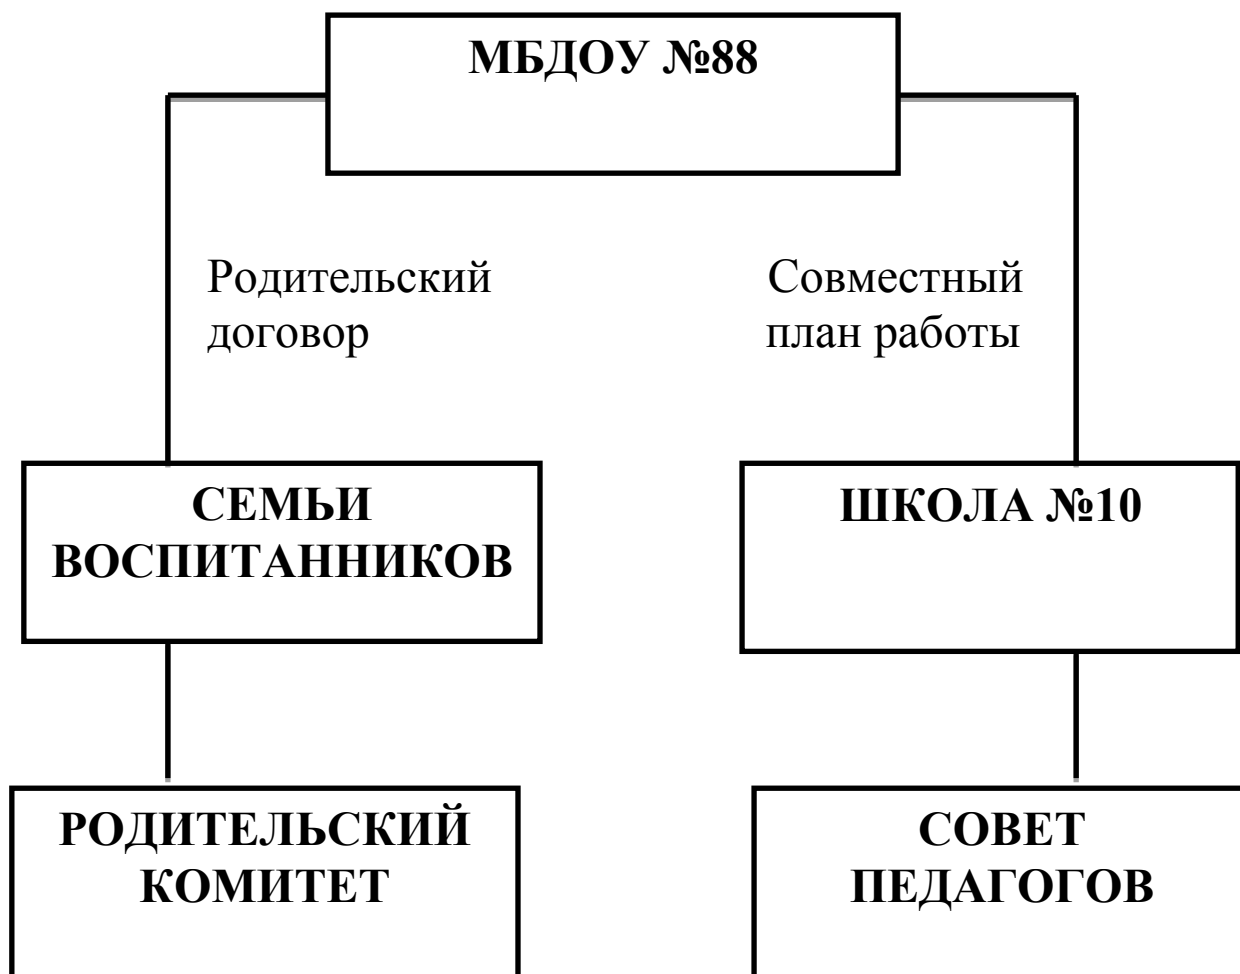 МБДОУ №88
Родительский
договор
Совместный
план работы
СЕМЬИ
ВОСПИТАННИКОВ
ШКОЛА №10
РОДИТЕЛЬСКИЙ
КОМИТЕТ
СОВЕТ
ПЕДАГОГОВ